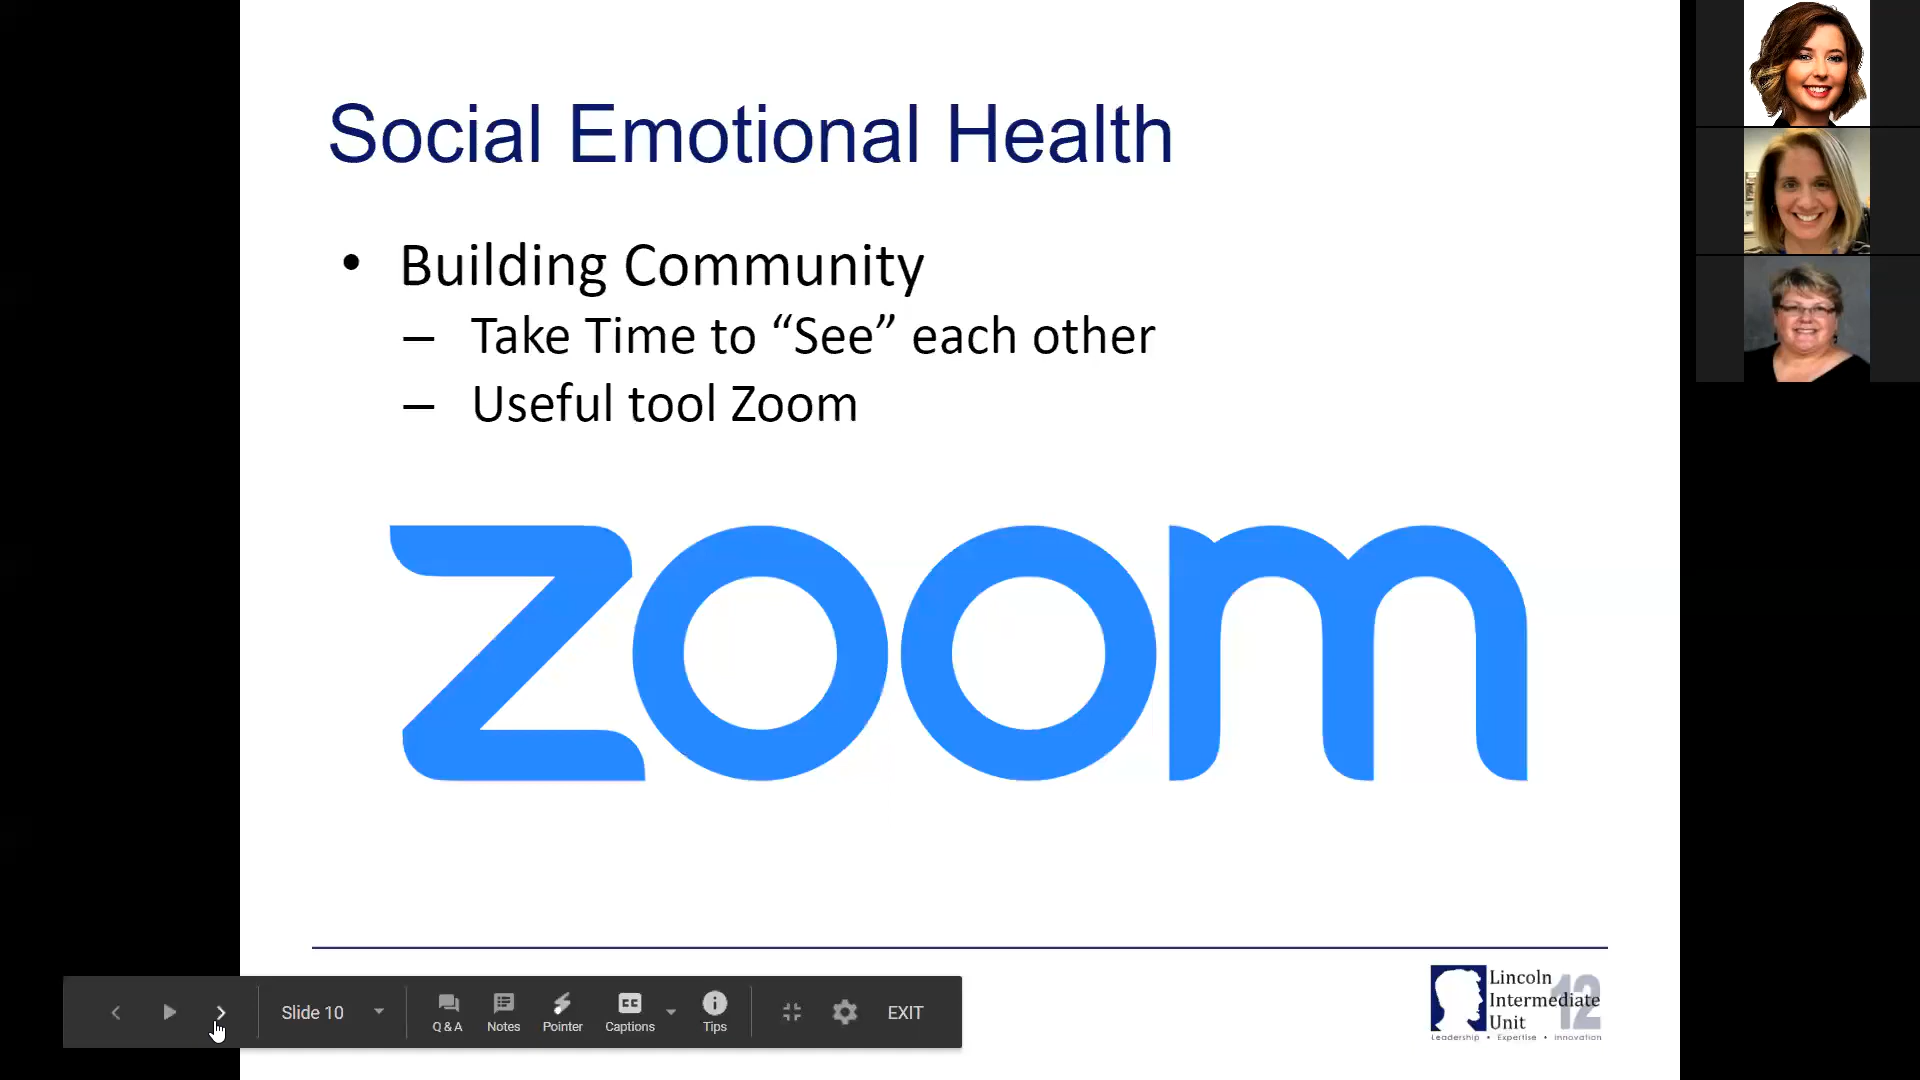 Social Emotional Health
• Building Community
– Take Time to “See” each other
– Useful tool Zoom
zoom
Lincoln
Intermediate
Unit
12
Leadership • Expertise • Innovation
Slide 10
Q & A
Notes
Pointer
CC
Captions
Tips
EXIT